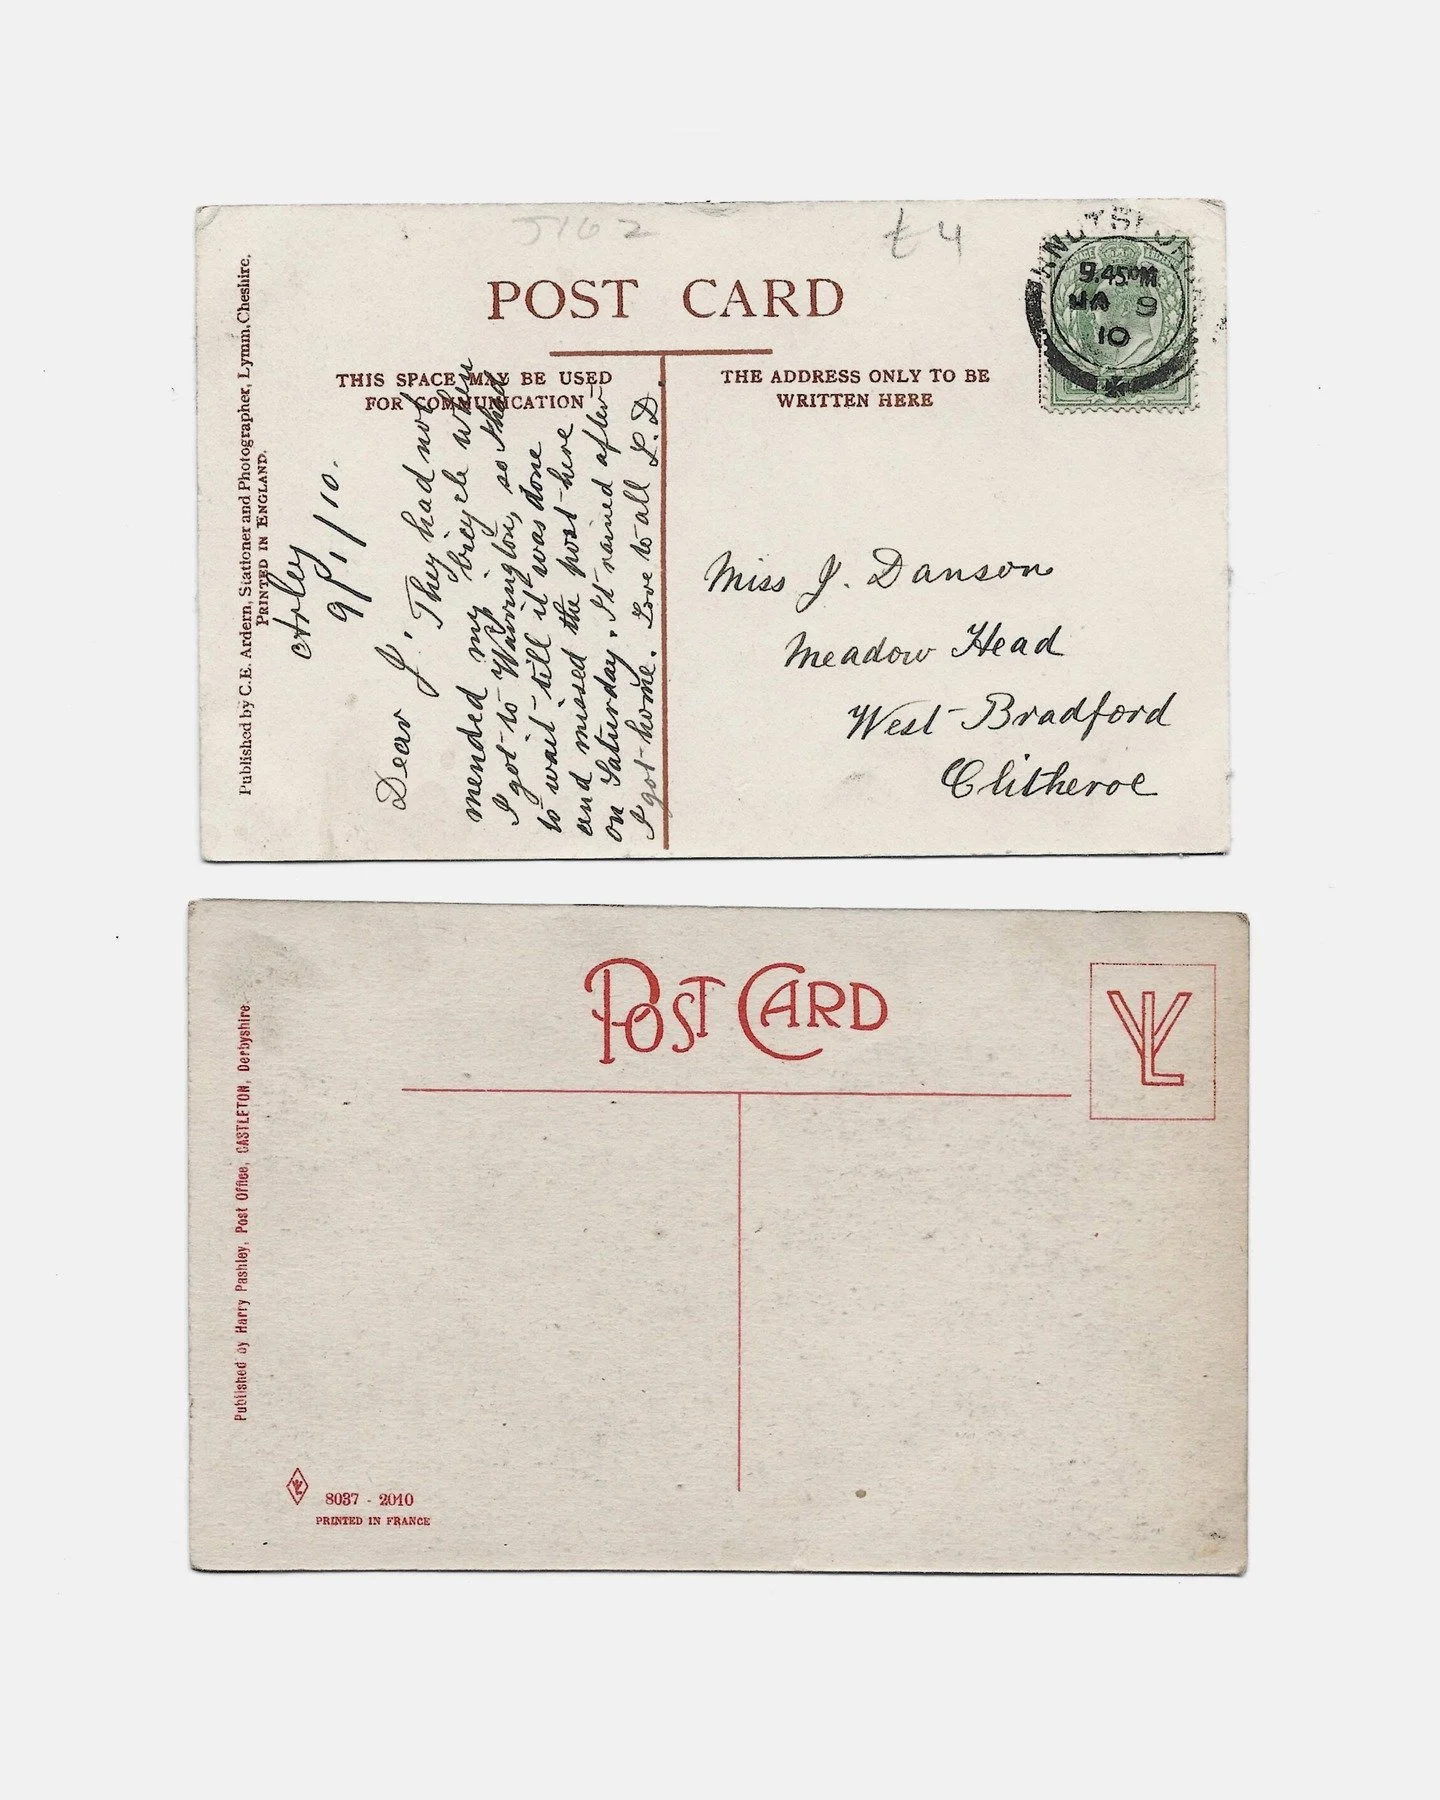 J162
£4
POST CARD
THIS SPACE MAY BE USED
FOR COMMUNICATION
THE ADDRESS ONLY TO BE
WRITTEN HERE
KNUTSFORD
9.45 PM
JA 9
10
Published by C.E. Ardern, Stationer and Photographer, Lymm, Cheshire.
PRINTED IN ENGLAND.
Arley
9/1/10.
Dear J. They had not
mended my bicycle when
I got to Warrington, so I had
to wait till it was done
and missed the post here
on Saturday. It rained after
I got home. Love to all L.D
Miss J. Danson
Meadow Head
West Bradford
Clitheroe
POST CARD
YL
Published by Harry Pashley, Post Office, CASTLETON, Derbyshire.
YL
8037 - 2010
PRINTED IN FRANCE